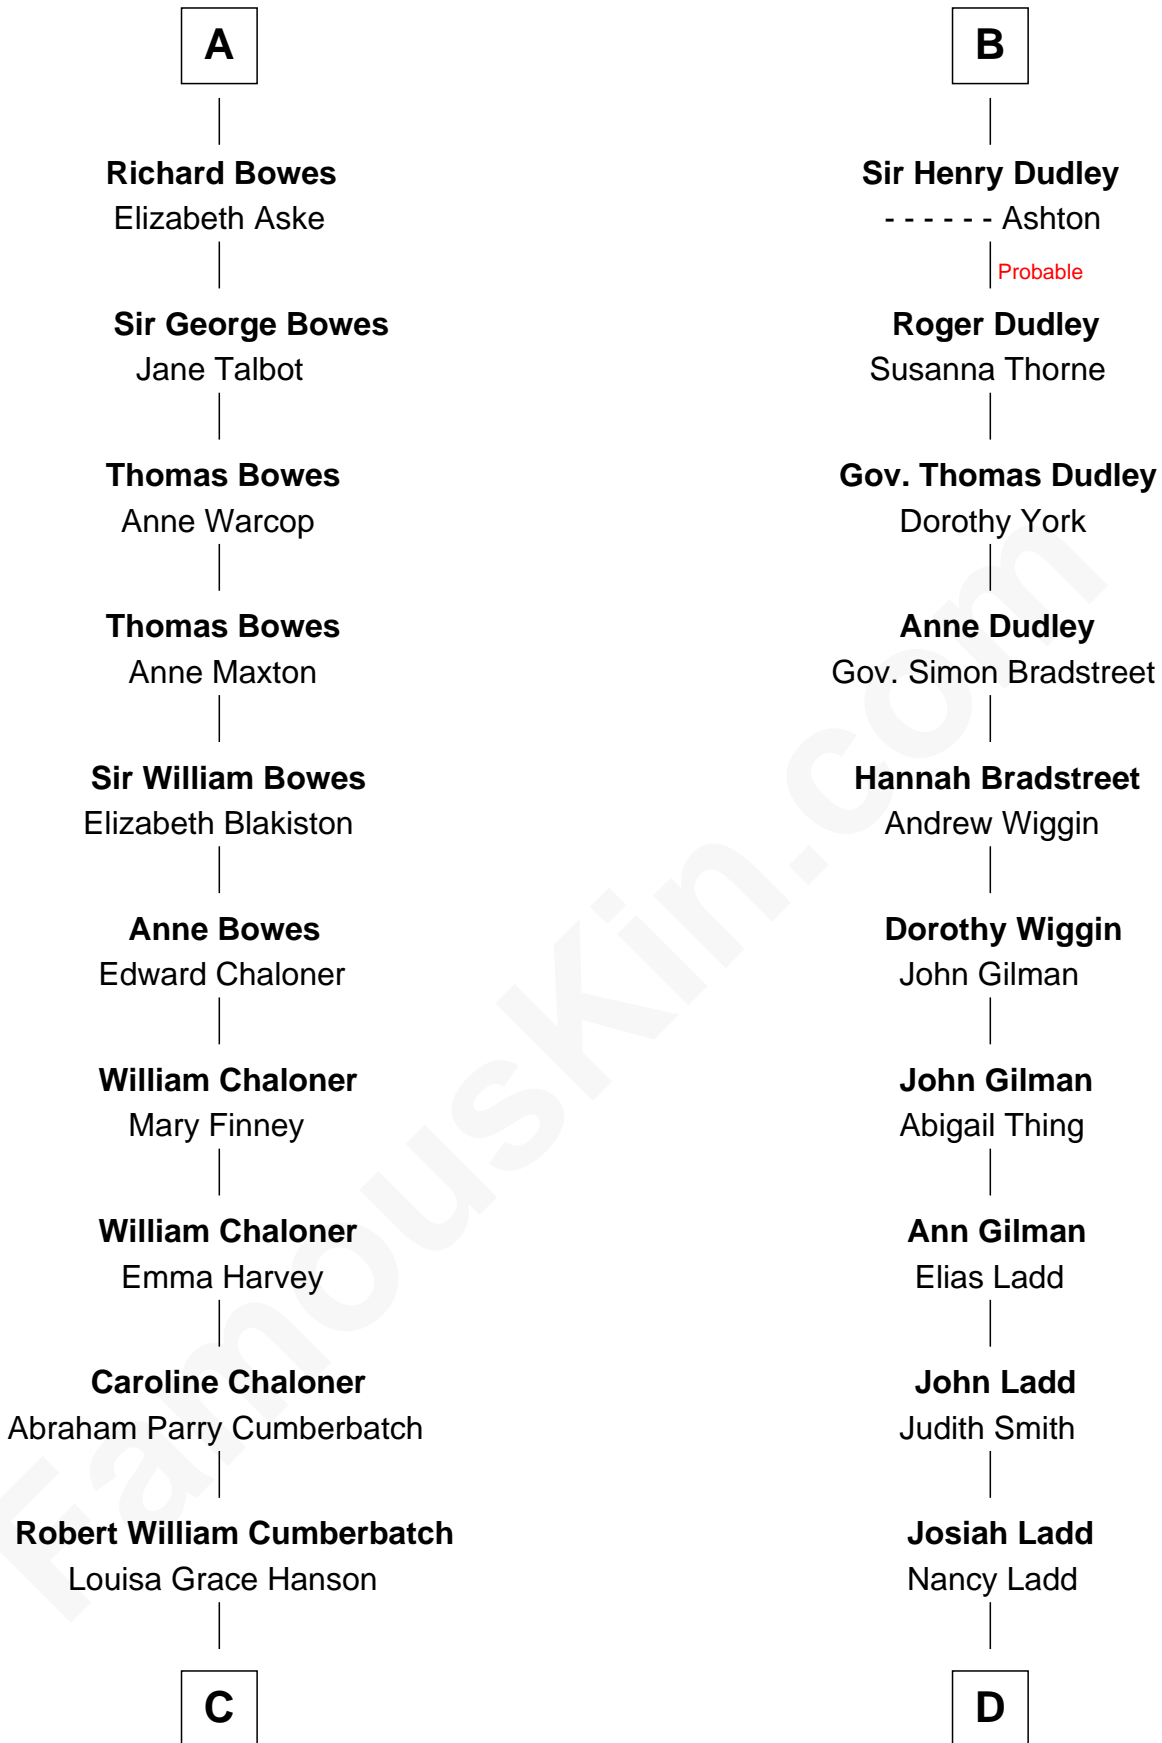 A
Richard Bowes
Elizabeth Aske
Sir George Bowes
Jane Talbot
Thomas Bowes
Anne Warcop
Thomas Bowes
Anne Maxton
Sir William Bowes
Elizabeth Blakiston
Anne Bowes
Edward Chaloner
William Chaloner
Mary Finney
William Chaloner
Emma Harvey
Caroline Chaloner
Abraham Parry Cumberbatch
Robert William Cumberbatch
Louisa Grace Hanson
C
B
Sir Henry Dudley
- - - - - - Ashton
Probable
Roger Dudley
Susanna Thorne
Gov. Thomas Dudley
Dorothy York
Anne Dudley
Gov. Simon Bradstreet
Hannah Bradstreet
Andrew Wiggin
Dorothy Wiggin
John Gilman
John Gilman
Abigail Thing
Ann Gilman
Elias Ladd
John Ladd
Judith Smith
Josiah Ladd
Nancy Ladd
D
FamousKin.com